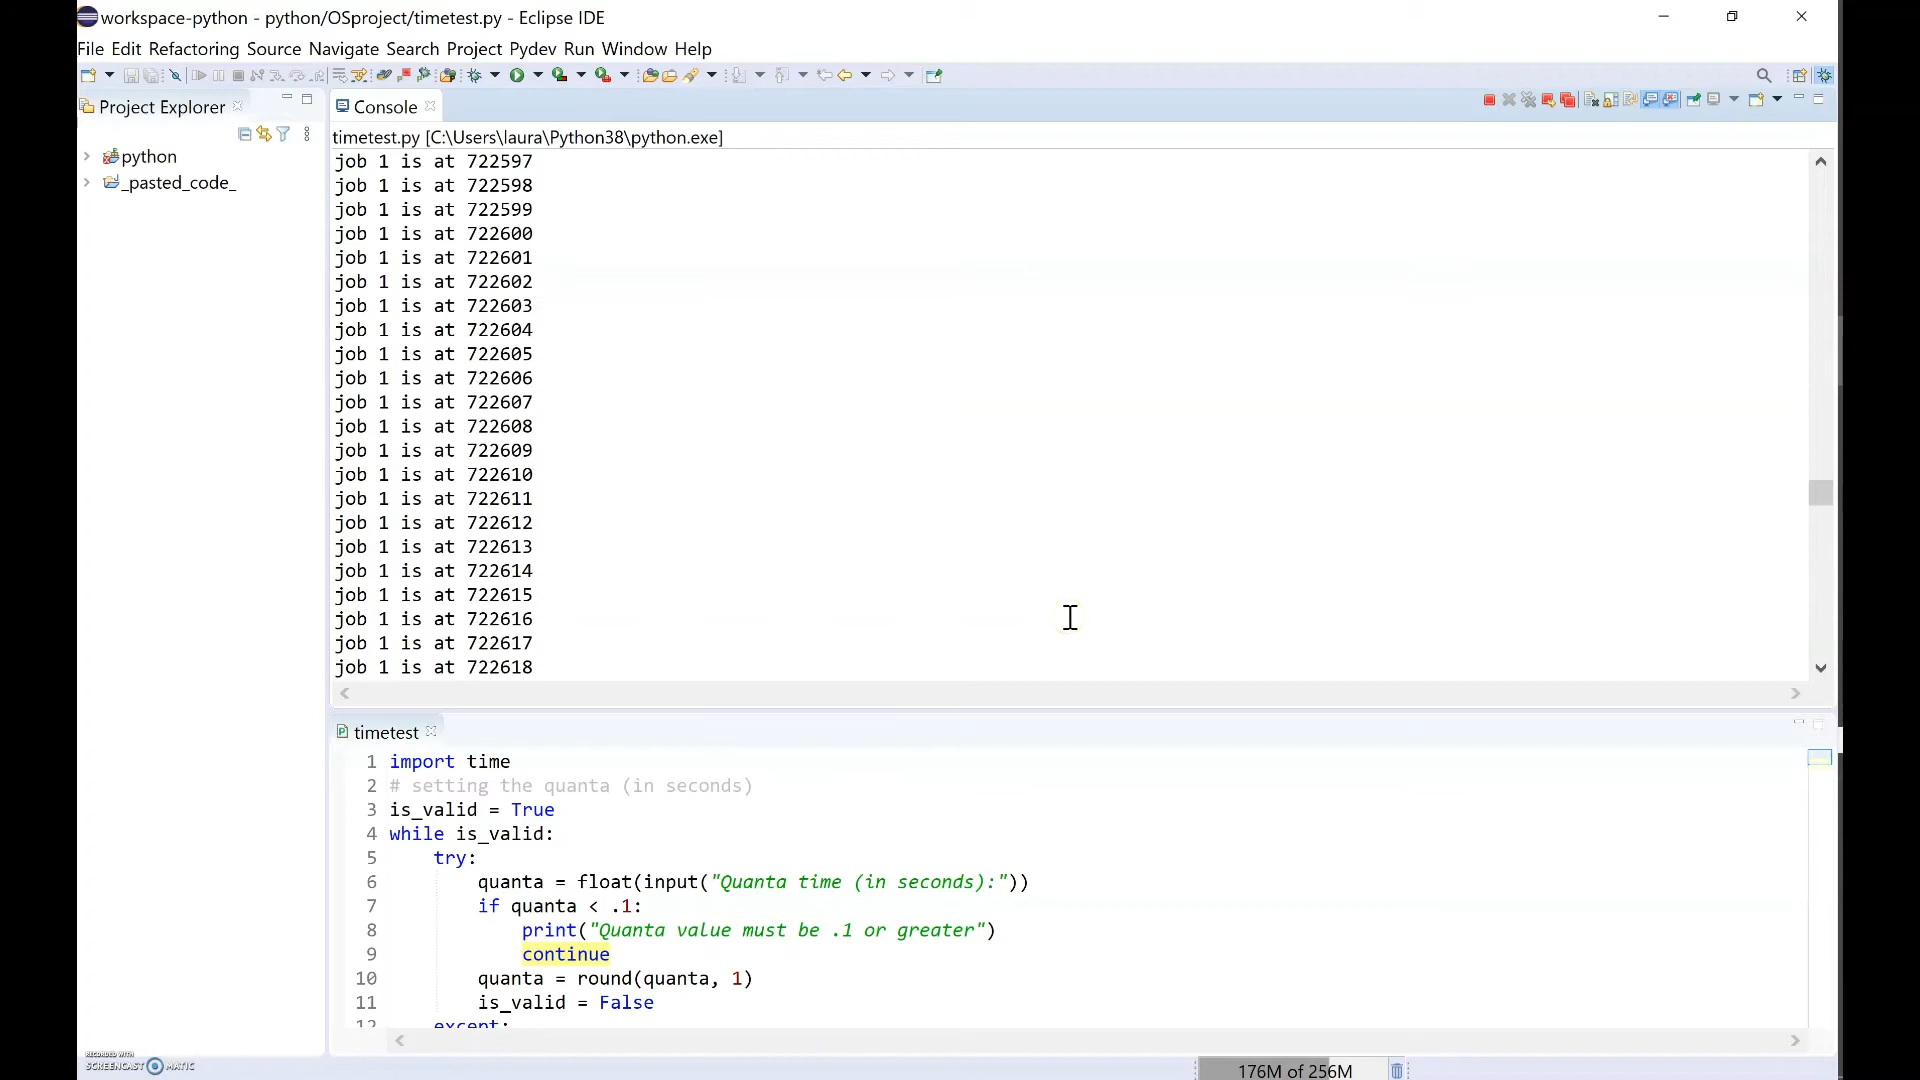 workspace-python - python/OSproject/timetest.py - Eclipse IDE
File Edit Refactoring Source Navigate Search Project Pydev Run Window Help
Project Explorer
Console
timetest.py [C:\Users\laura\Python38\python.exe]
python
_pasted_code_
job 1 is at 722597
job 1 is at 722598
job 1 is at 722599
job 1 is at 722600
job 1 is at 722601
job 1 is at 722602
job 1 is at 722603
job 1 is at 722604
job 1 is at 722605
job 1 is at 722606
job 1 is at 722607
job 1 is at 722608
job 1 is at 722609
job 1 is at 722610
job 1 is at 722611
job 1 is at 722612
job 1 is at 722613
job 1 is at 722614
job 1 is at 722615
job 1 is at 722616
job 1 is at 722617
job 1 is at 722618
timetest
1 import time
2 # setting the quanta (in seconds)
3 is_valid = True
4 while is_valid:
5 try:
6 quanta = float(input("Quanta time (in seconds):"))
7 if quanta < .1:
8 print("Quanta value must be .1 or greater")
9 continue
10 quanta = round(quanta, 1)
11 is_valid = False
12 except:
RECORDED WITH
SCREENCAST MATIC
176M of 256M